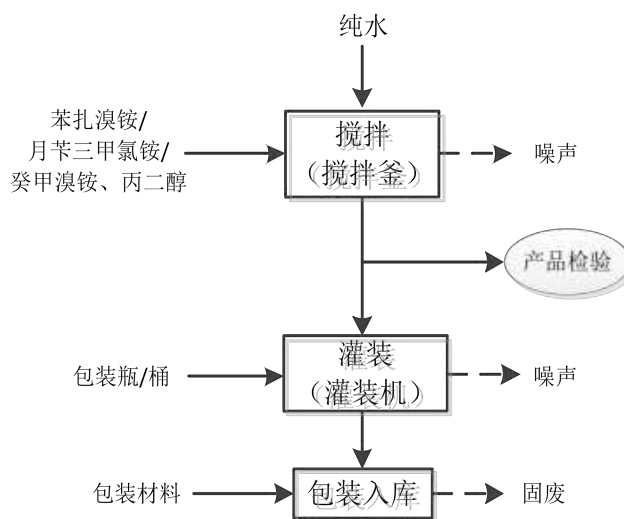 纯水
苯扎溴铵/
月苄三甲氯铵/
癸甲溴铵、丙二醇
搅拌
（搅拌釜）
噪声
产品检验
包装瓶/桶
灌装
（灌装机）
噪声
包装材料
包装入库
固废